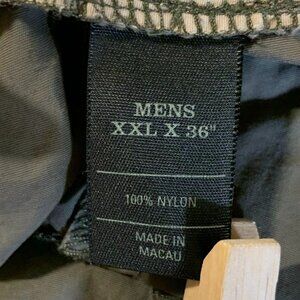 MENS
XXL X 36"
100% NYLON
MADE IN
MACAU